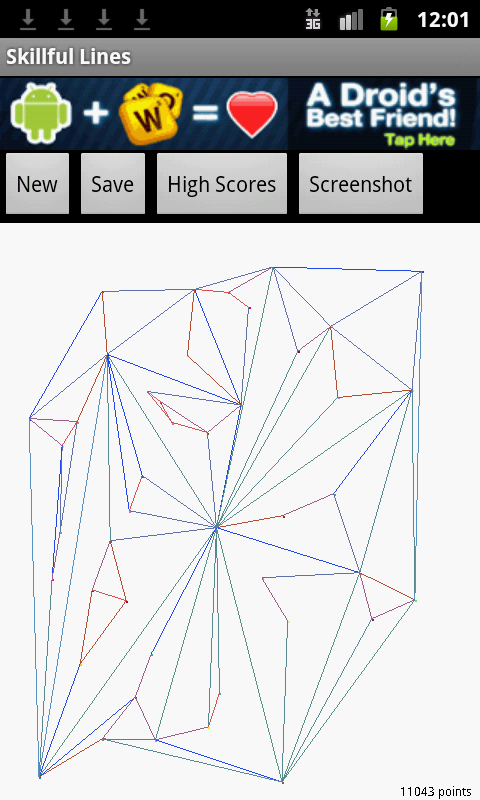 3G 12:01
Skillful Lines
+ W =
A Droid's
Best Friend!
Tap Here
New Save High Scores Screenshot
11043 points